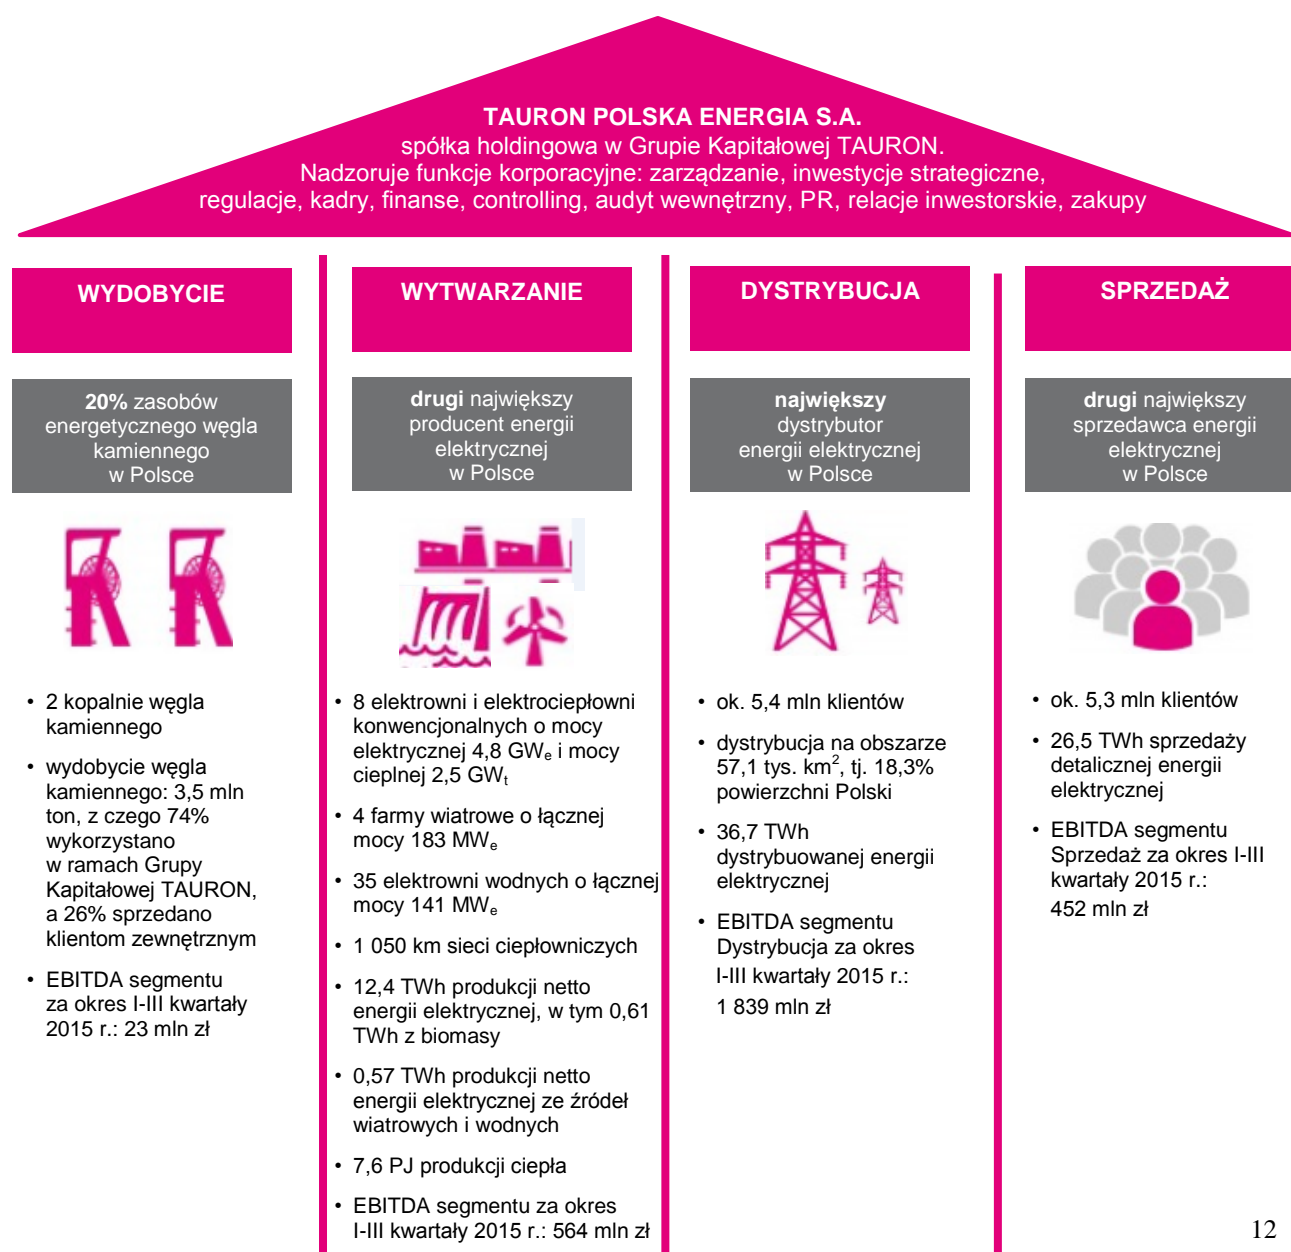 TAURON POLSKA ENERGIA S.A.
spółka holdingowa w Grupie Kapitałowej TAURON.
Nadzoruje funkcje korporacyjne: zarządzanie, inwestycje strategiczne,
regulacje, kadry, finanse, controlling, audyt wewnętrzny, PR, relacje inwestorskie, zakupy
WYDOBYCIE
20% zasobów
energetycznego węgla
kamiennego
w Polsce
• 2 kopalnie węgla
kamiennego
• wydobycie węgla
kamiennego: 3,5 mln
ton, z czego 74%
wykorzystano
w ramach Grupy
Kapitałowej TAURON,
a 26% sprzedano
klientom zewnętrznym
• EBITDA segmentu
za okres I-III kwartały
2015 r.: 23 mln zł
WYTWARZANIE
drugi największy
producent energii
elektrycznej
w Polsce
• 8 elektrowni i elektrociepłowni
konwencjonalnych o mocy
elektrycznej 4,8 GWe i mocy
cieplnej 2,5 GWt
• 4 farmy wiatrowe o łącznej
mocy 183 MWe
• 35 elektrowni wodnych o łącznej
mocy 141 MWe
• 1 050 km sieci ciepłowniczych
• 12,4 TWh produkcji netto
energii elektrycznej, w tym 0,61
TWh z biomasy
• 0,57 TWh produkcji netto
energii elektrycznej ze źródeł
wiatrowych i wodnych
• 7,6 PJ produkcji ciepła
• EBITDA segmentu za okres
I-III kwartały 2015 r.: 564 mln zł
DYSTRYBUCJA
największy
dystrybutor
energii elektrycznej
w Polsce
• ok. 5,4 mln klientów
• dystrybucja na obszarze
57,1 tys. km², tj. 18,3%
powierzchni Polski
• 36,7 TWh
dystrybuowanej energii
elektrycznej
• EBITDA segmentu
Dystrybucja za okres
I-III kwartały 2015 r.:
1 839 mln zł
SPRZEDAŻ
drugi największy
sprzedawca energii
elektrycznej
w Polsce
• ok. 5,3 mln klientów
• 26,5 TWh sprzedaży
detalicznej energii
elektrycznej
• EBITDA segmentu
Sprzedaż za okres I-III
kwartały 2015 r.:
452 mln zł
12